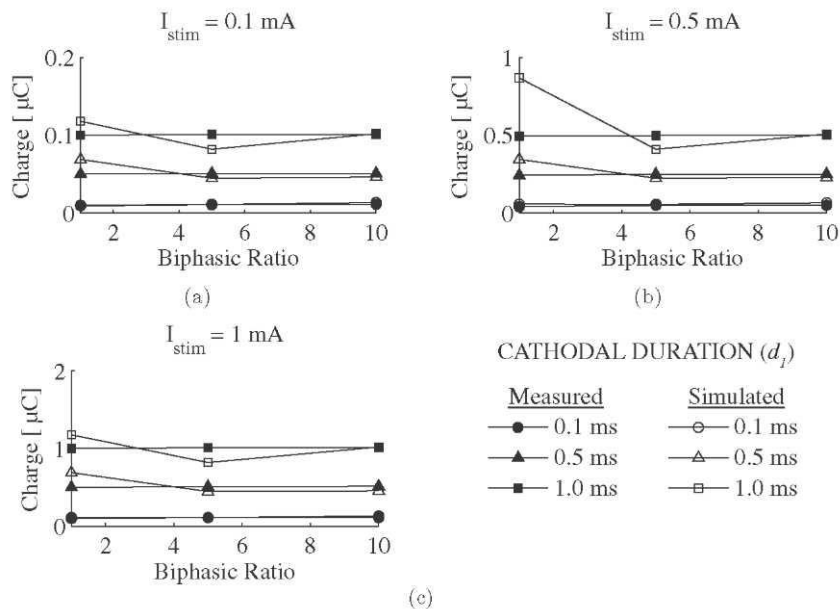 I_stim = 0.1 mA
Charge [ μC]
0.2
0.1
0
2 4 6 8 10
Biphasic Ratio
(a)
I_stim = 0.5 mA
Charge [ μC]
1
0.5
0
2 4 6 8 10
Biphasic Ratio
(b)
I_stim = 1 mA
Charge [ μC]
2
1
0
2 4 6 8 10
Biphasic Ratio
CATHODAL DURATION (d_1)
Measured Simulated
0.1 ms 0.1 ms
0.5 ms 0.5 ms
1.0 ms 1.0 ms
(c)